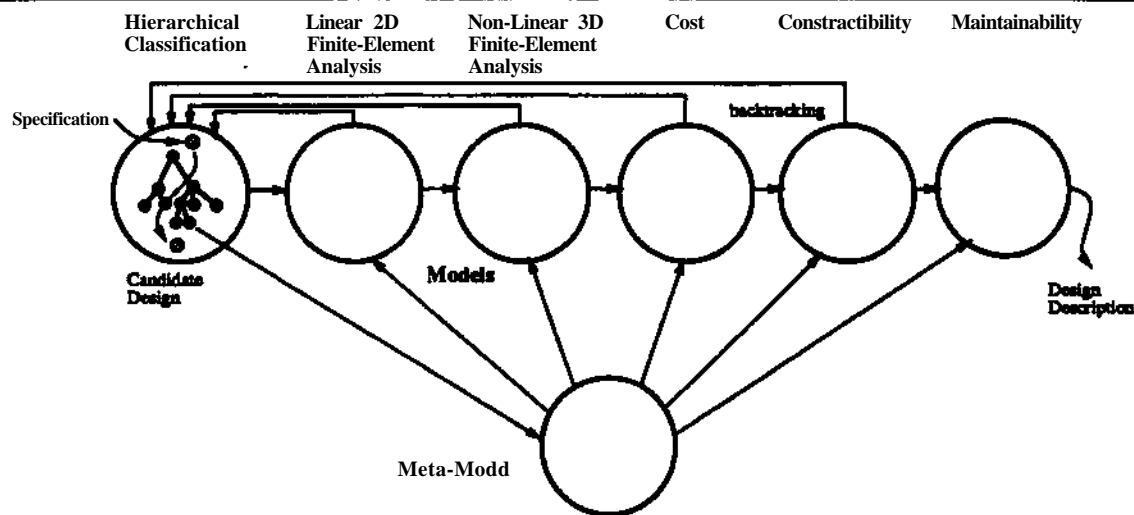 Hierarchical
Classification
Linear 2D
Finite-Element
Analysis
Non-Linear 3D
Finite-Element
Analysis
Cost
Constractibility
Maintainability
backtracking
Specification
Candidate
Design
Models
Design
Description
Meta-Modd